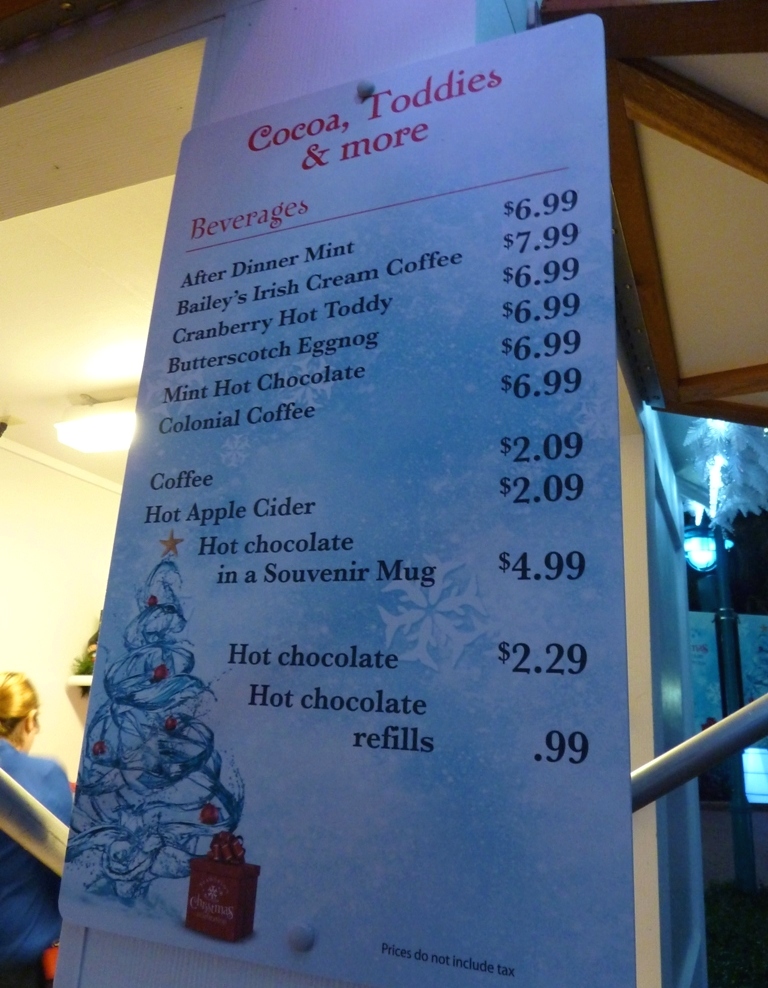 Cocoa, Toddies
& more
Beverages
After Dinner Mint $6.99
Bailey's Irish Cream Coffee $7.99
Cranberry Hot Toddy $6.99
Butterscotch Eggnog $6.99
Mint Hot Chocolate $6.99
Colonial Coffee $6.99
Coffee $2.09
Hot Apple Cider $2.09
Hot chocolate
in a Souvenir Mug $4.99
Hot chocolate $2.29
Hot chocolate
refills .99
Christmas
Prices do not include tax